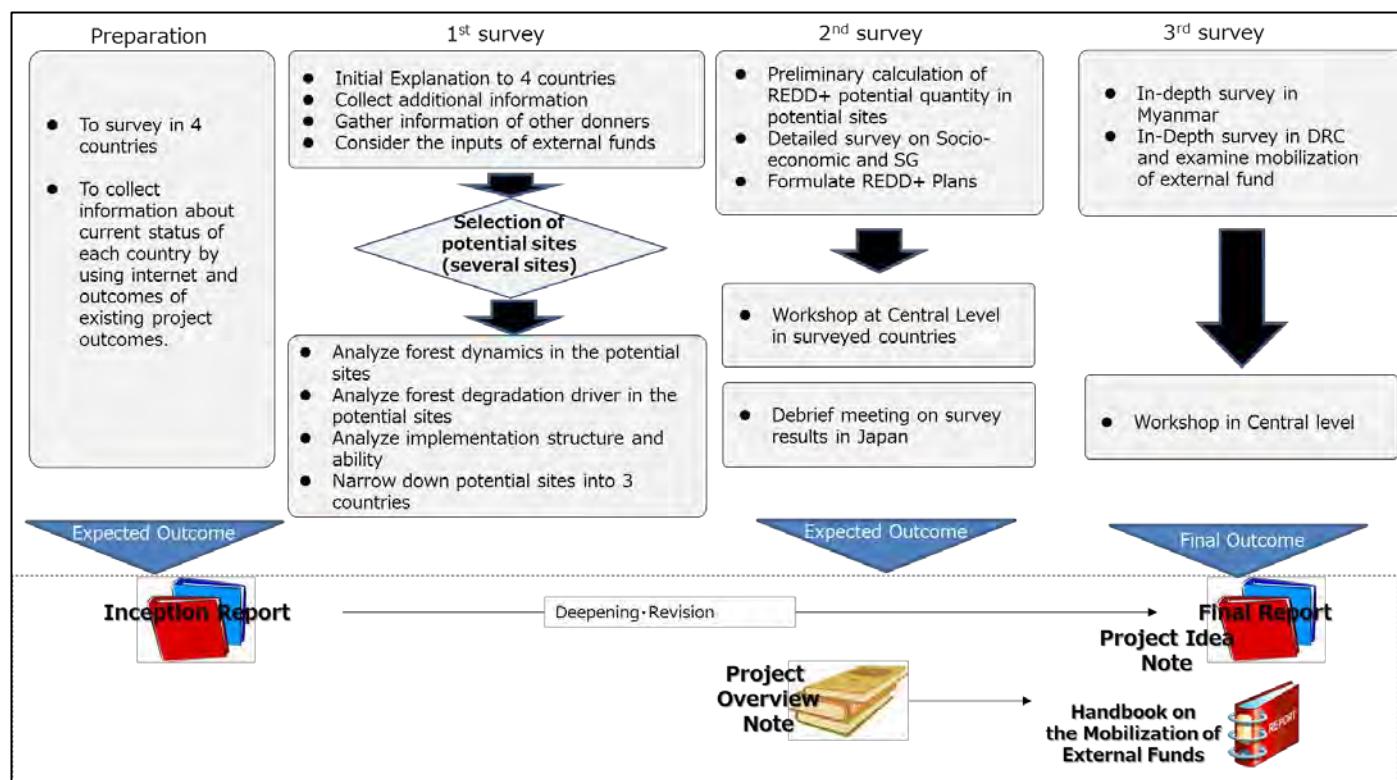 Preparation
To survey in 4
countries
To collect
information about
current status of
each country by
using internet and
outcomes of
existing project
outcomes.
Expected Outcome
1st survey
Initial Explanation to 4 countries
Collect additional information
Gather information of other donners
Consider the inputs of external funds
Selection of
potential sites
(several sites)
Analyze forest dynamics in the potential
sites
Analyze forest degradation driver in the
potential sites
Analyze implementation structure and
ability
Narrow down potential sites into 3
countries
2nd survey
Preliminary calculation of
REDD+ potential quantity in
potential sites
Detailed survey on Socio-
economic and SG
Formulate REDD+ Plans
Workshop at Central Level
in surveyed countries
Debrief meeting on survey
results in Japan
Expected Outcome
3rd survey
In-depth survey in
Myanmar
In-Depth survey in DRC
and examine mobilization
of external fund
Workshop in Central level
Final Outcome
Inception Report
Deepening・Revision
Final Report
Project Idea
Note
Project
Overview
Note
Handbook on
the Mobilization of
External Funds
REPORT